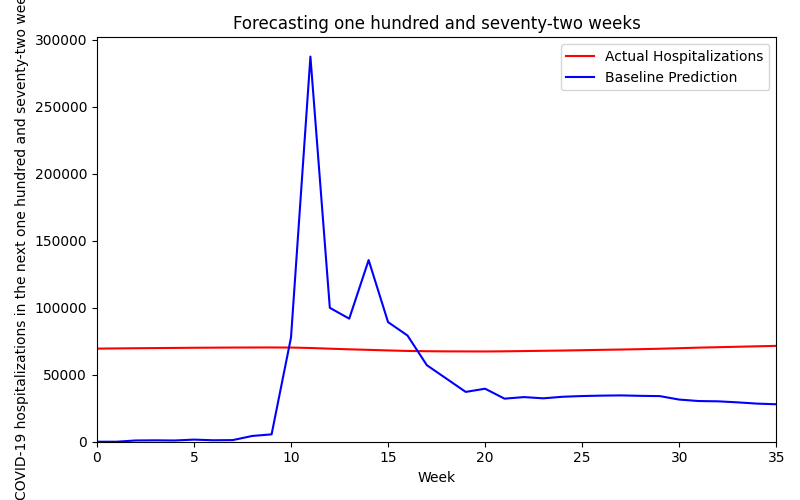 Forecasting one hundred and seventy-two weeks
Actual Hospitalizations
Baseline Prediction
COVID-19 hospitalizations in the next one hundred and seventy-two
300000
250000
200000
150000
100000
50000
0
0 5 10 15 20 25 30 35
Week